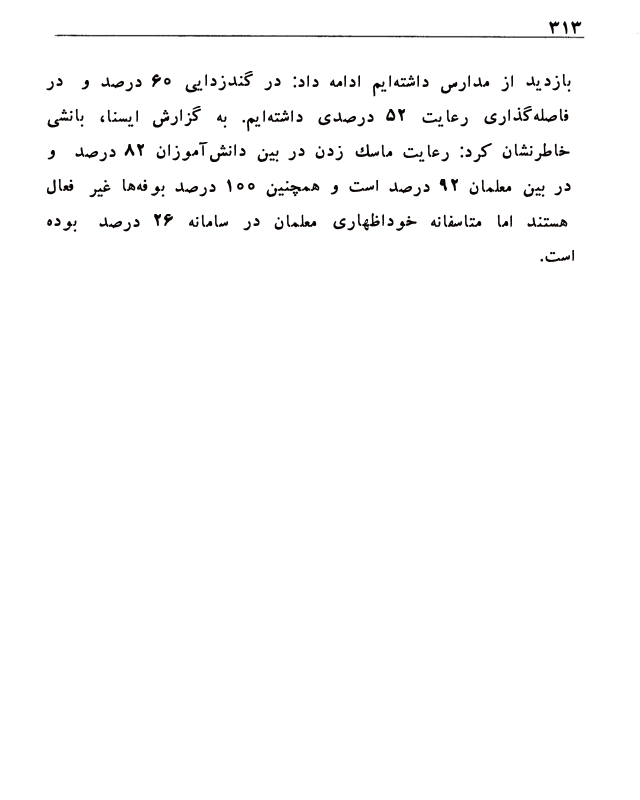 ۳۱۳
بازدید از مدارس داشته‌ایم ادامه داد: در گندزدایی ۶۰ درصد و در
فاصله‌گذاری رعایت ۵۲ درصدی داشته‌ایم. به گزارش ایسنا، بانشی
خاطرنشان کرد: رعایت ماسك زدن در بین دانش‌آموزان ۸۲ درصد و
در بین معلمان ۹۲ درصد است و همچنین ۱۰۰ درصد بوفه‌ها غیر فعال
هستند اما متاسفانه خوداظهاری معلمان در سامانه ۲۶ درصد بوده
است.